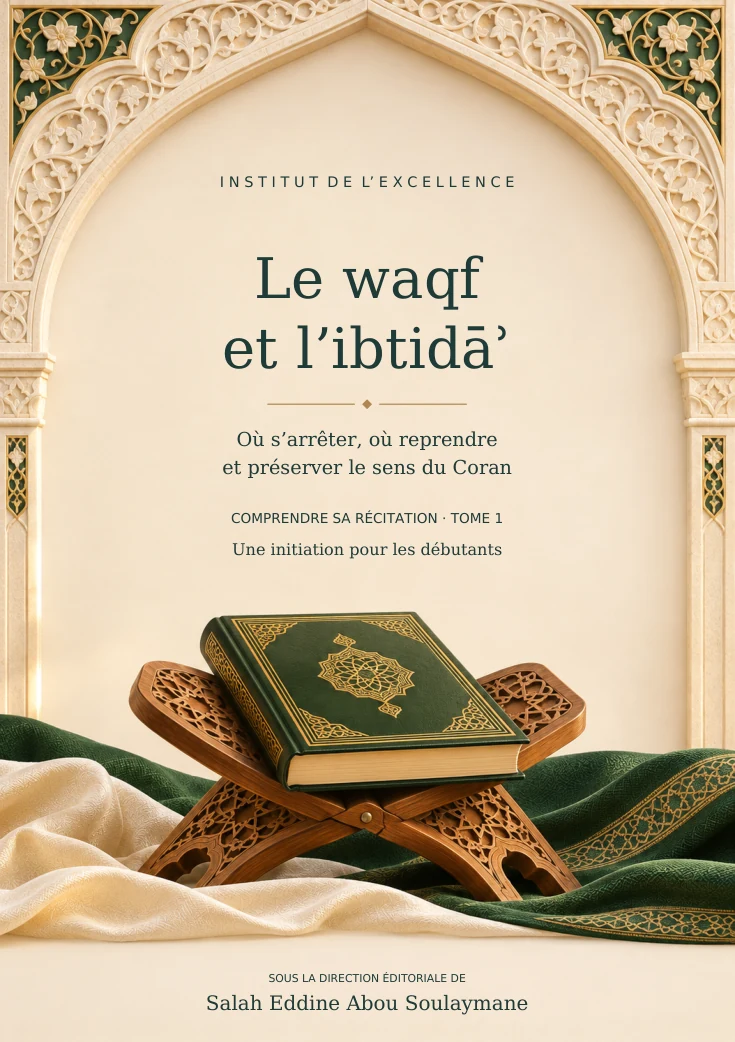 INSTITUT DE L’EXCELLENCE
Le waqf
et l’ibtidāʾ
Où s’arrêter, où reprendre
et préserver le sens du Coran
COMPRENDRE SA RÉCITATION · TOME 1
Une initiation pour les débutants
SOUS LA DIRECTION ÉDITORIALE DE
Salah Eddine Abou Soulaymane